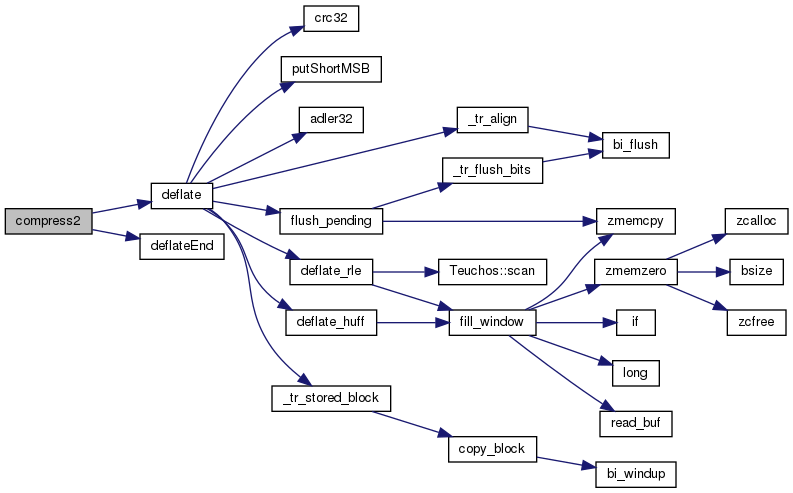 crc32
putShortMSB
adler32
_tr_align
bi_flush
_tr_flush_bits
deflate
compress2
flush_pending
zmemcpy
zcalloc
deflateEnd
deflate_rle
Teuchos::scan
zmemzero
bsize
deflate_huff
fill_window
if
zcfree
long
_tr_stored_block
read_buf
copy_block
bi_windup